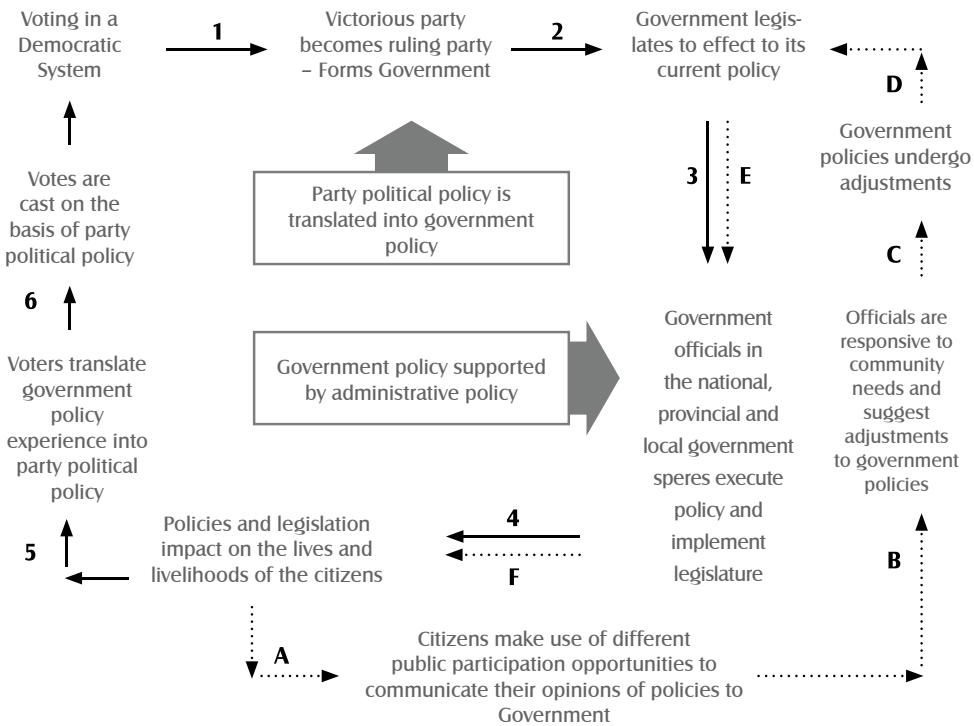 Voting in a
Democratic
System
1
Victorious party
becomes ruling party
– Forms Government
2
Government legis-
lates to effect to its
current policy
D
Government
policies undergo
adjustments
3
E
Votes are
cast on the
basis of party
political policy
Party political policy is
translated into government
policy
C
6
Voters translate
government
policy
experience into
party political
policy
Government policy supported
by administrative policy
Government
officials in
the national,
provincial and
local government
speres execute
policy and
implement
legislature
Officials are
responsive to
community
needs and
suggest
adjustments
to government
policies
5
Policies and legislation
impact on the lives and
livelihoods of the citizens
4
F
B
A
Citizens make use of different
public participation opportunities to
communicate their opinions of policies to
Government